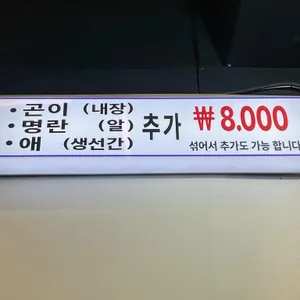 · 곤이 (내장)
· 명란 (알)
· 애 (생선간)
추가 ₩8.000
섞어서 추가도 가능 합니다